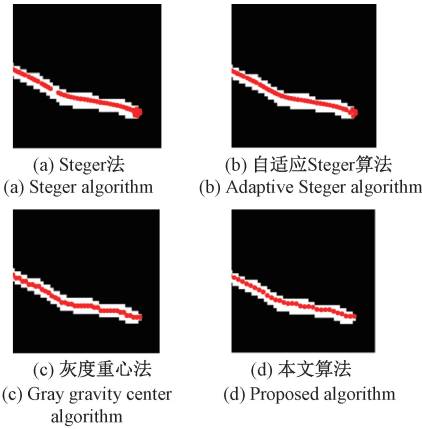 (a) Steger法
(a) Steger algorithm
(b) 自适应Steger算法
(b) Adaptive Steger algorithm
(c) 灰度重心法
(c) Gray gravity center
algorithm
(d) 本文算法
(d) Proposed algorithm